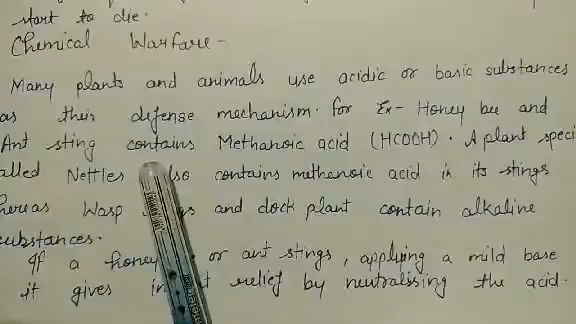 start to die.
Chemical Warfare -
Many plants and animals use acidic or basic substances
as their defense mechanism. for Ex- Honey bee and
Ant sting contains Methanoic acid (HCOOH). A plant speci
alled Nettles also contains methanoic acid in its stings
hereas Wasp and dock plant contain alkaline
substances.
If a honey or ant stings, applying a mild base
it gives relief by neutralising the acid.